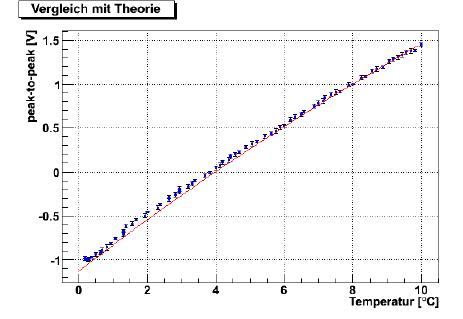 Vergleich mit Theorie
peak-to-peak [V]
1.5
1
0.5
0
-0.5
-1
0 2 4 6 8 10
Temperatur [°C]